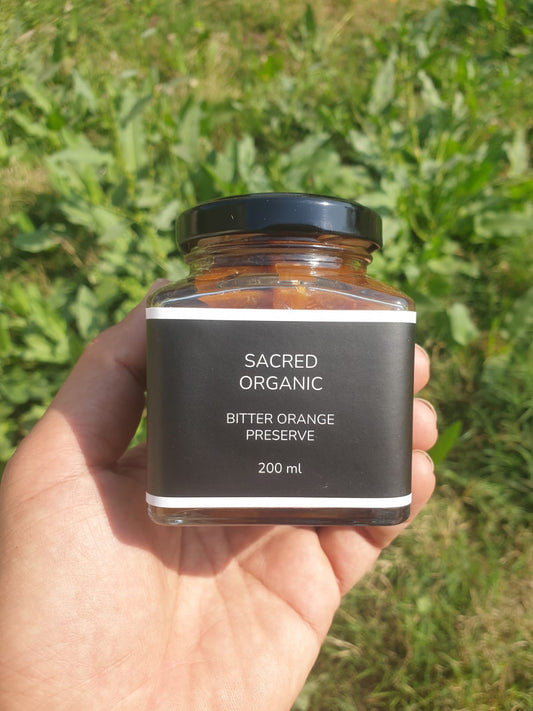 SACRED
ORGANIC
BITTER ORANGE
PRESERVE
200 ml